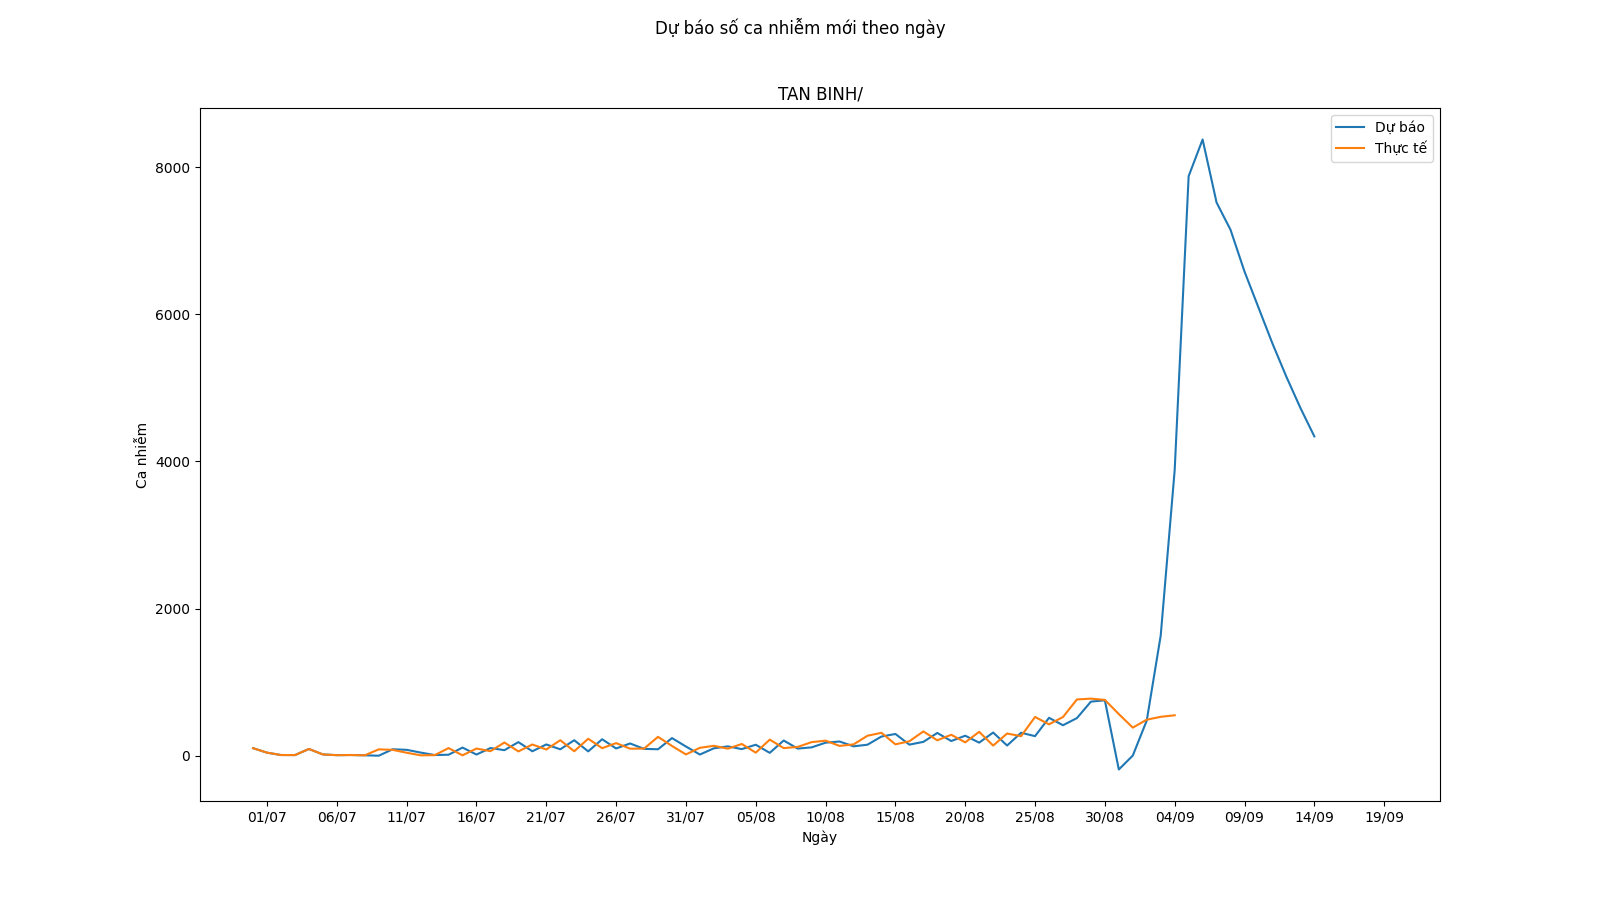 Dự báo số ca nhiễm mới theo ngày
TAN BINH/
Dự báo
Thực tế
8000
6000
4000
2000
0
Ca nhiễm
01/07 06/07 11/07 16/07 21/07 26/07 31/07 05/08 10/08 15/08 20/08 25/08 30/08 04/09 09/09 14/09 19/09
Ngày